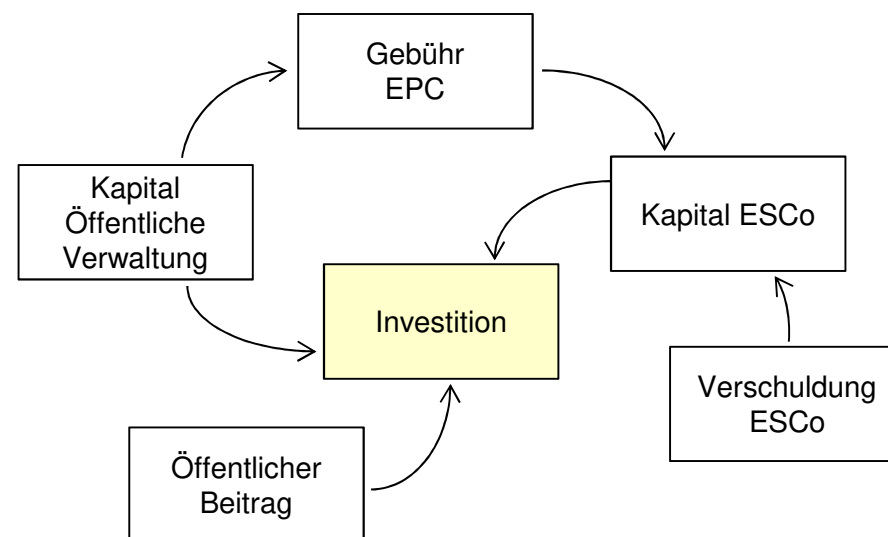 Gebühr
EPC
Kapital
Öffentliche
Verwaltung
Kapital ESCo
Investition
Verschuldung
ESCo
Öffentlicher
Beitrag